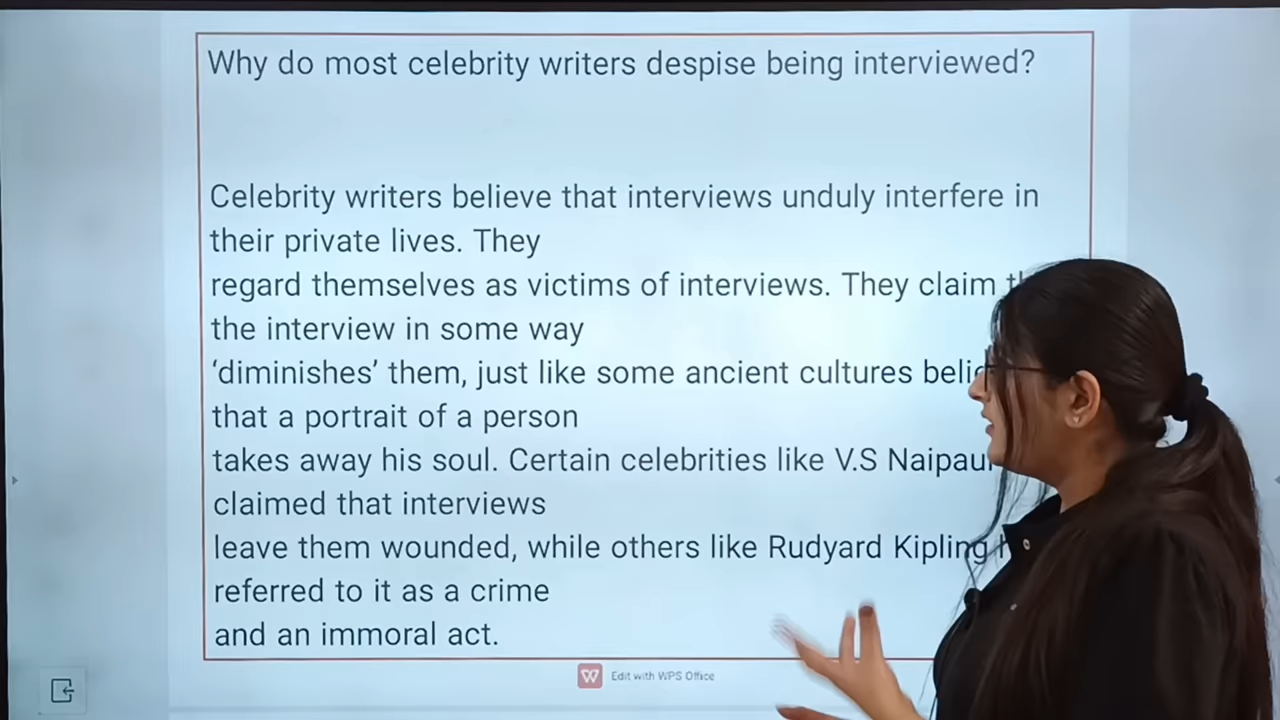 Why do most celebrity writers despise being interviewed?
Celebrity writers believe that interviews unduly interfere in
their private lives. They
regard themselves as victims of interviews. They claim
the interview in some way
‘diminishes’ them, just like some ancient cultures
that a portrait of a person
takes away his soul. Certain celebrities like V.S Naipaul
claimed that interviews
leave them wounded, while others like Rudyard Kipling
referred to it as a crime
and an immoral act.
Edit with WPS Office